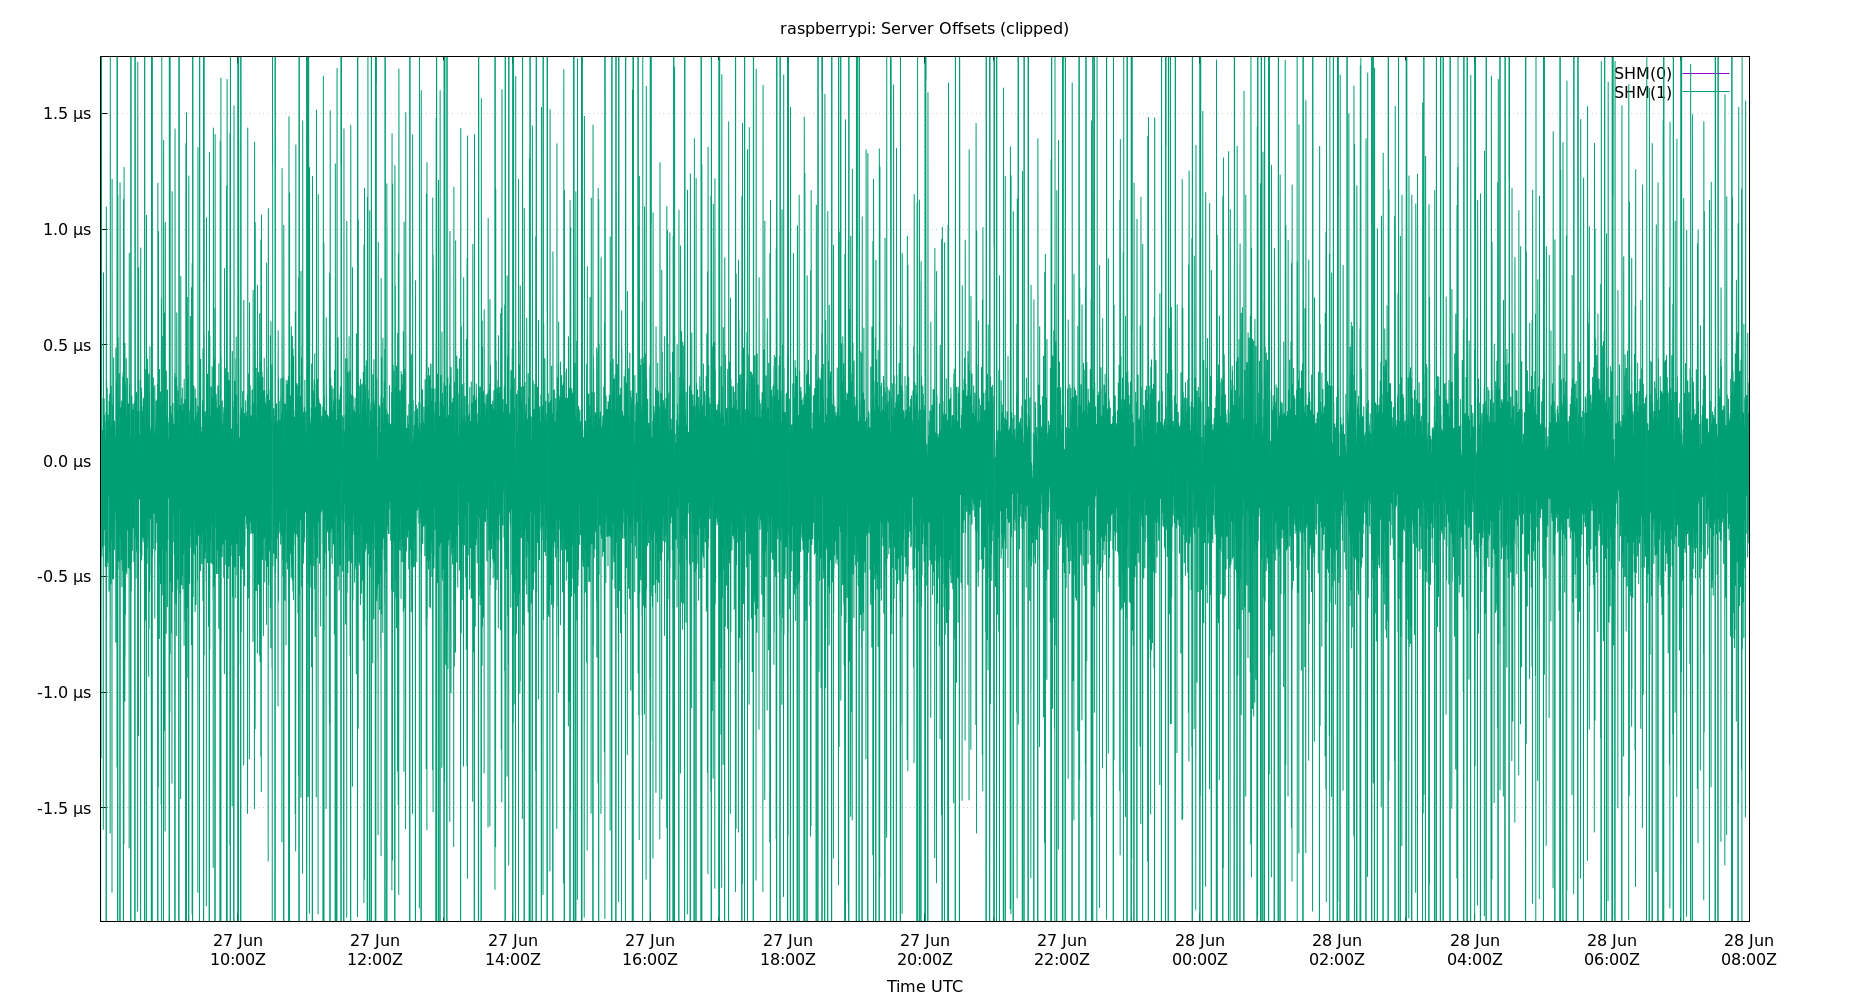 raspberrypi: Server Offsets (clipped)
SHM(0)
SHM(1)
1.5 µs
1.0 µs
0.5 µs
0.0 µs
-0.5 µs
-1.0 µs
-1.5 µs
27 Jun 27 Jun 27 Jun 27 Jun 27 Jun 27 Jun 27 Jun 28 Jun 28 Jun 28 Jun 28 Jun 28 Jun
10:00Z 12:00Z 14:00Z 16:00Z 18:00Z 20:00Z 22:00Z 00:00Z 02:00Z 04:00Z 06:00Z 08:00Z
Time UTC